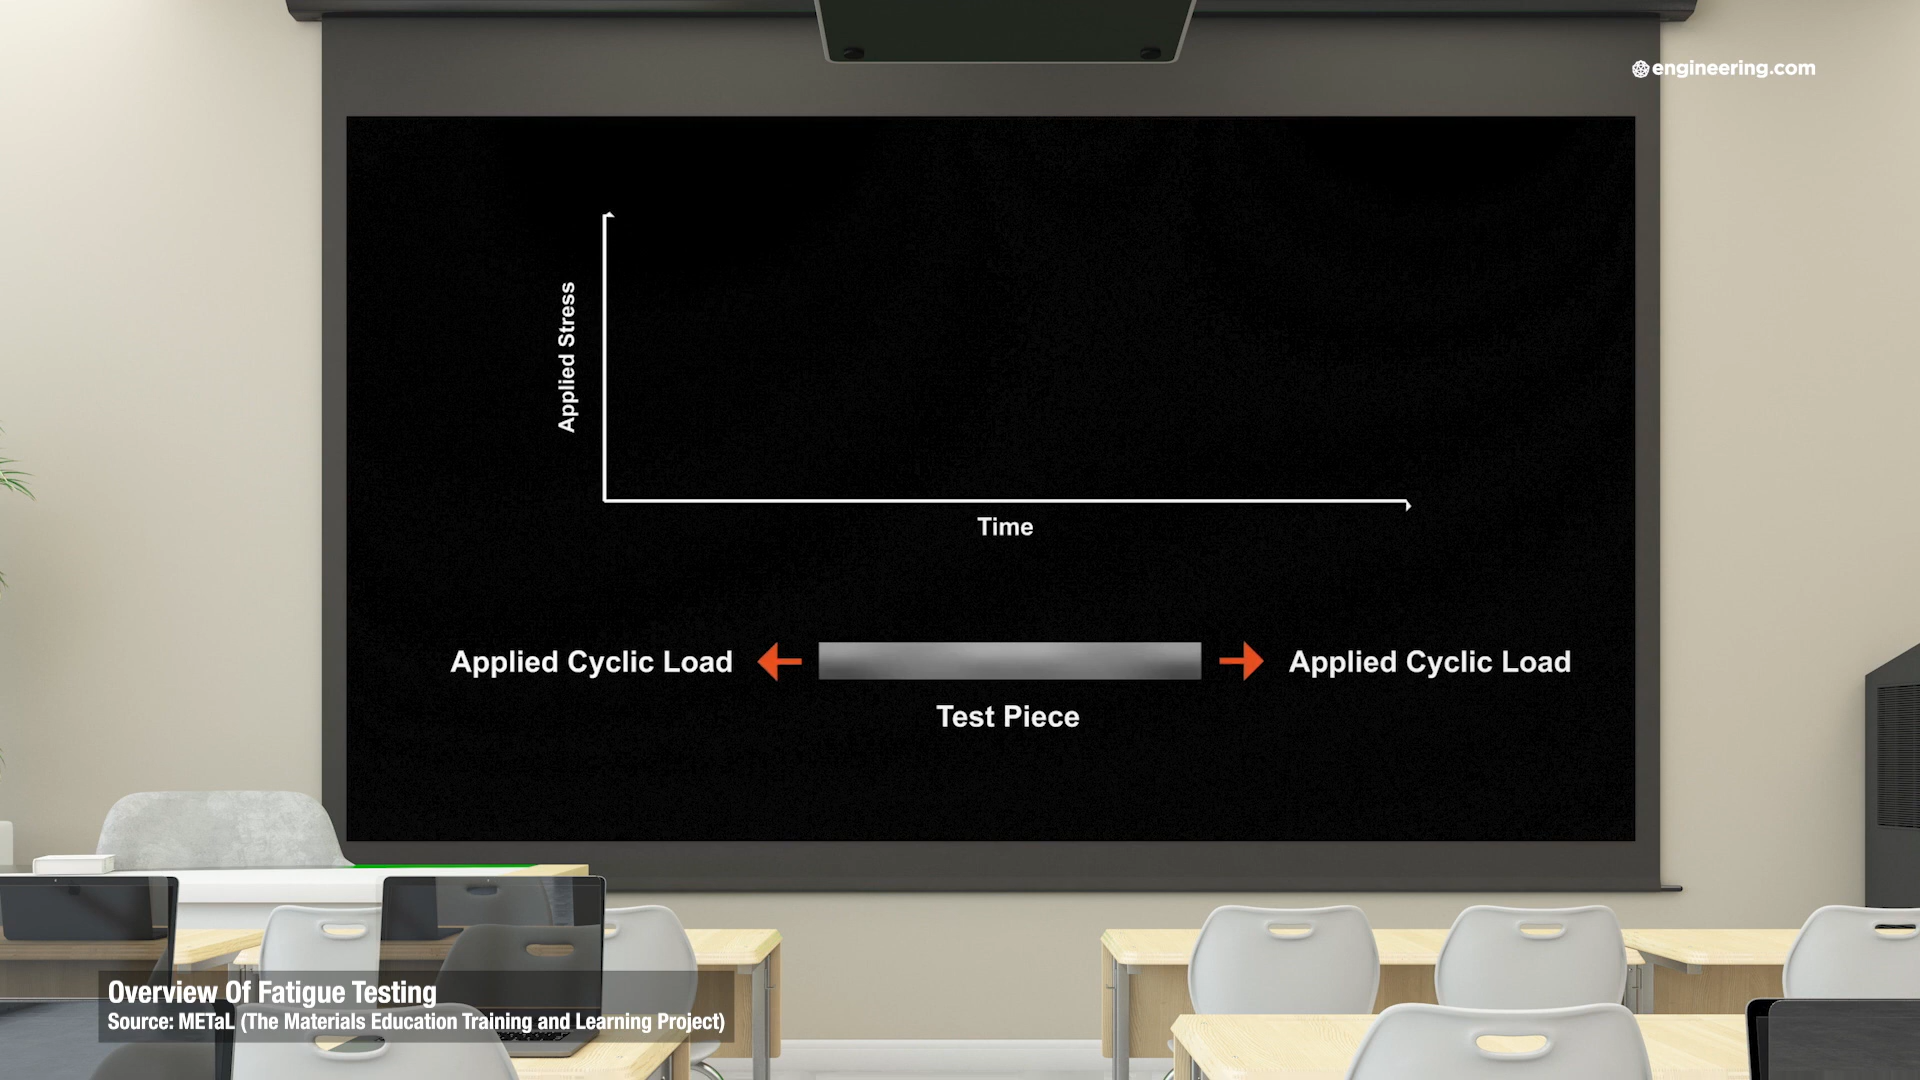 engineering.com
Applied Stress
Time
Applied Cyclic Load
Applied Cyclic Load
Test Piece
Overview Of Fatigue Testing
Source: METaL (The Materials Education Training and Learning Project)